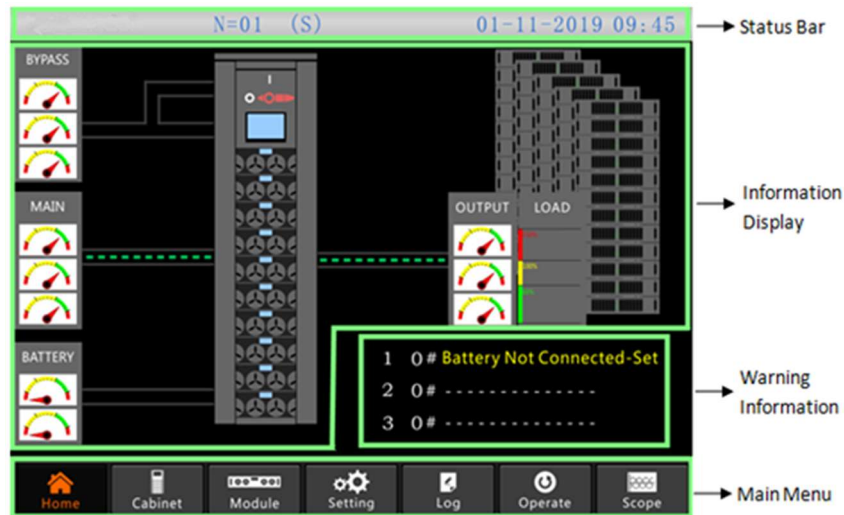 N=01 (S) 01-11-2019 09:45
Status Bar
BYPASS
MAIN
OUTPUT LOAD
Information
Display
BATTERY
1 0# Battery Not Connected-Set
2 0# - - - - - - - - - - - - - -
3 0# - - - - - - - - - - - - - -
Warning
Information
Home Cabinet Module Setting Log Operate Scope
Main Menu